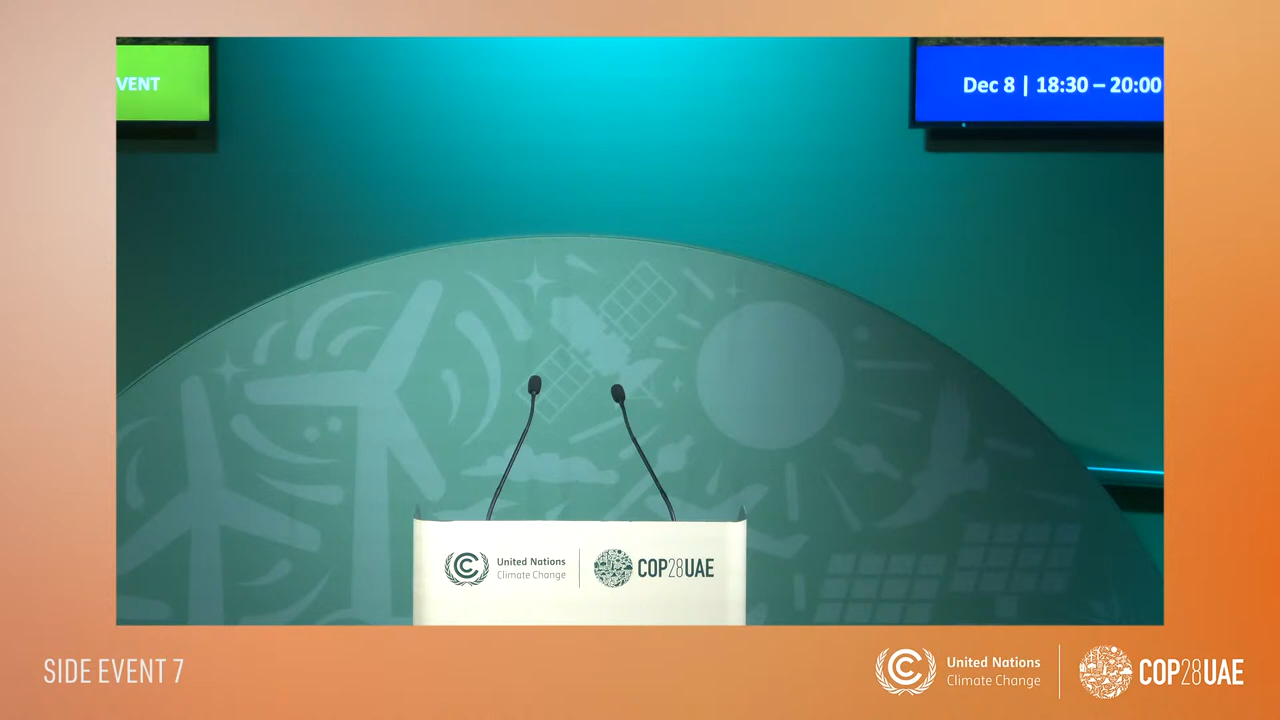 VENT
Dec 8 | 18:30 – 20:00
United Nations
Climate Change
COP28UAE
SIDE EVENT 7
United Nations
Climate Change
COP28UAE